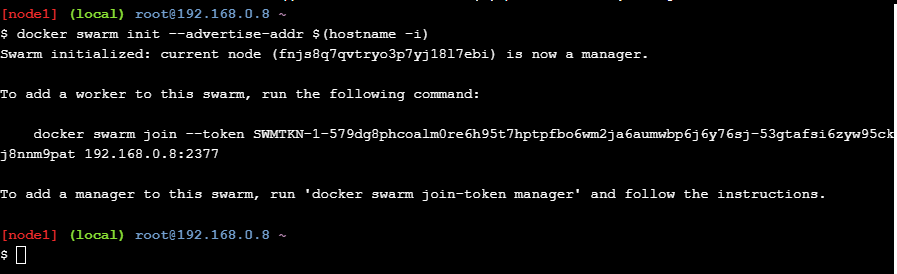 [node1] (local) root@192.168.0.8 ~
$ docker swarm init --advertise-addr $(hostname -i)
Swarm initialized: current node (fnjs8q7qvtryo3p7yj18l7ebi) is now a manager.
To add a worker to this swarm, run the following command:
docker swarm join --token SWMTKN-1-579dg8phcoalm0re6h95t7hptpfbo6wm2ja6aumwbp6j6y76sj-53gtafsi6zyw95ck
j8nnm9pat 192.168.0.8:2377
To add a manager to this swarm, run 'docker swarm join-token manager' and follow the instructions.
[node1] (local) root@192.168.0.8 ~
$